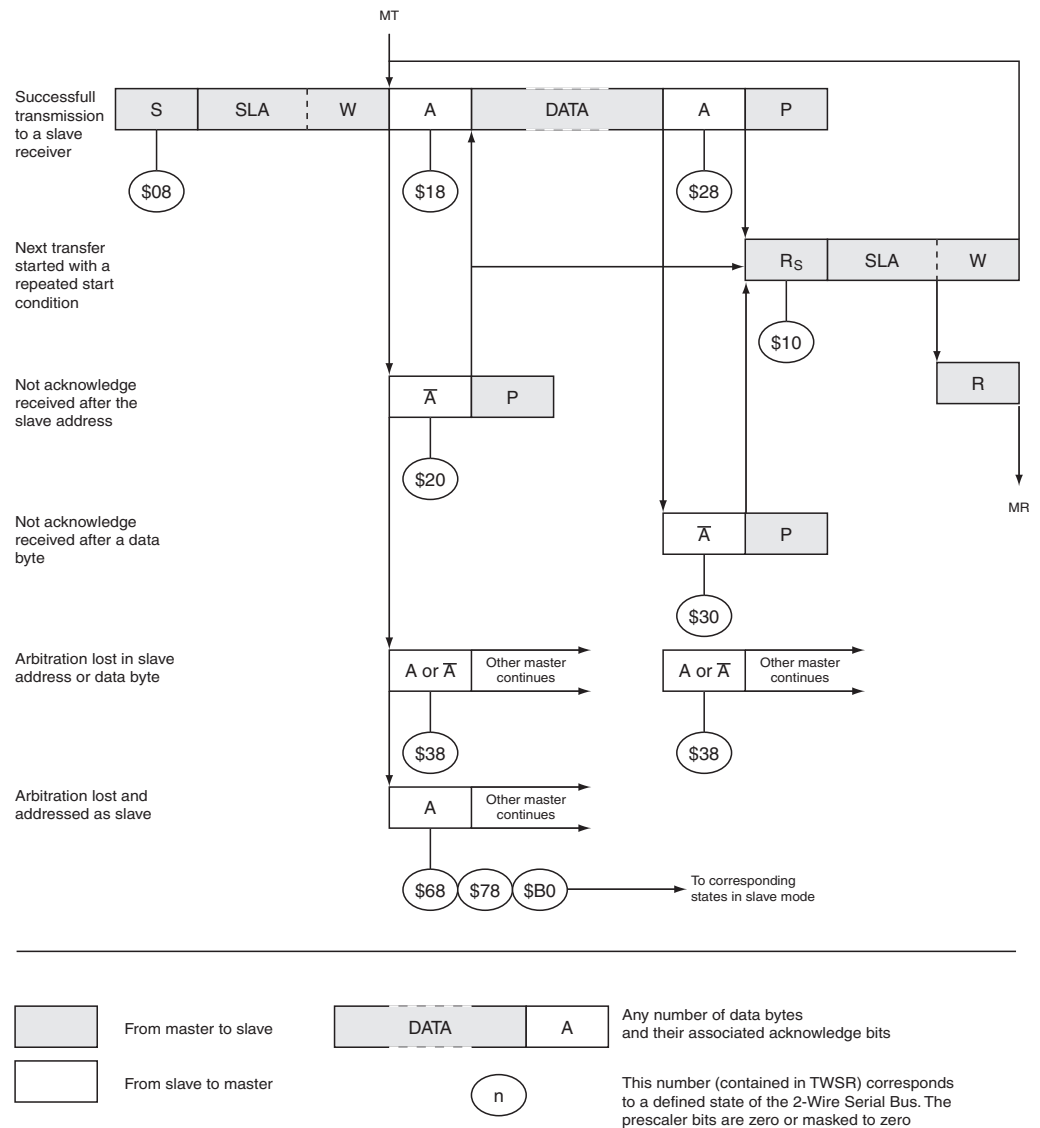 MT
Successfull
transmission
to a slave
receiver
S SLA W A DATA A P
$08 $18 $28
Next transfer
started with a
repeated start
condition
RS SLA W
$10
Not acknowledge
received after the
slave address
A̅ P
R
$20
MR
Not acknowledge
received after a data
byte
A̅ P
$30
Arbitration lost in slave
address or data byte
A or A̅ Other master
continues
A or A̅ Other master
continues
$38 $38
Arbitration lost and
addressed as slave
A Other master
continues
$68 $78 $B0
To corresponding
states in slave mode
From master to slave
DATA A
Any number of data bytes
and their associated acknowledge bits
From slave to master
n
This number (contained in TWSR) corresponds
to a defined state of the 2-Wire Serial Bus. The
prescaler bits are zero or masked to zero